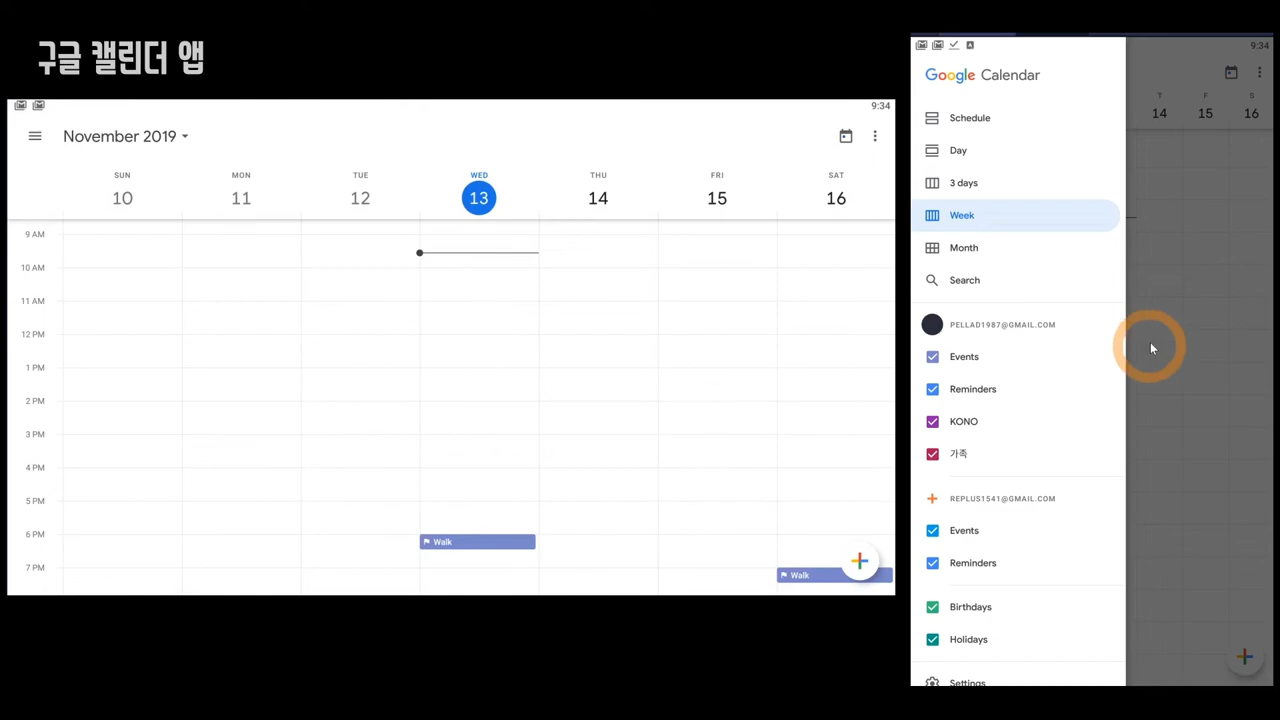 구글 캘린더 앱
9:34
November 2019
SUN MON TUE WED THU FRI SAT
10 11 12 13 14 15 16
9 AM
10 AM
11 AM
12 PM
1 PM
2 PM
3 PM
4 PM
5 PM
6 PM
Walk
7 PM
Walk
9:34
Google Calendar
T F S
14 15 16
Schedule
Day
3 days
Week
Month
Search
PELLAD1987@GMAIL.COM
Events
Reminders
KONO
가족
REPLUS1541@GMAIL.COM
Events
Reminders
Birthdays
Holidays
Settings